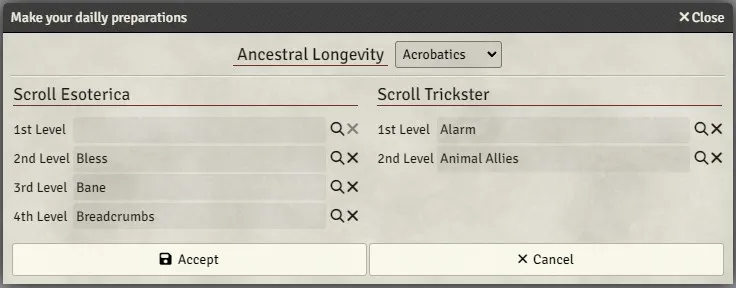 Make your dailly preparations
Close
Ancestral Longevity Acrobatics
Scroll Esoterica
1st Level
2nd Level Bless
3rd Level Bane
4th Level Breadcrumbs
Scroll Trickster
1st Level Alarm
2nd Level Animal Allies
Accept
Cancel